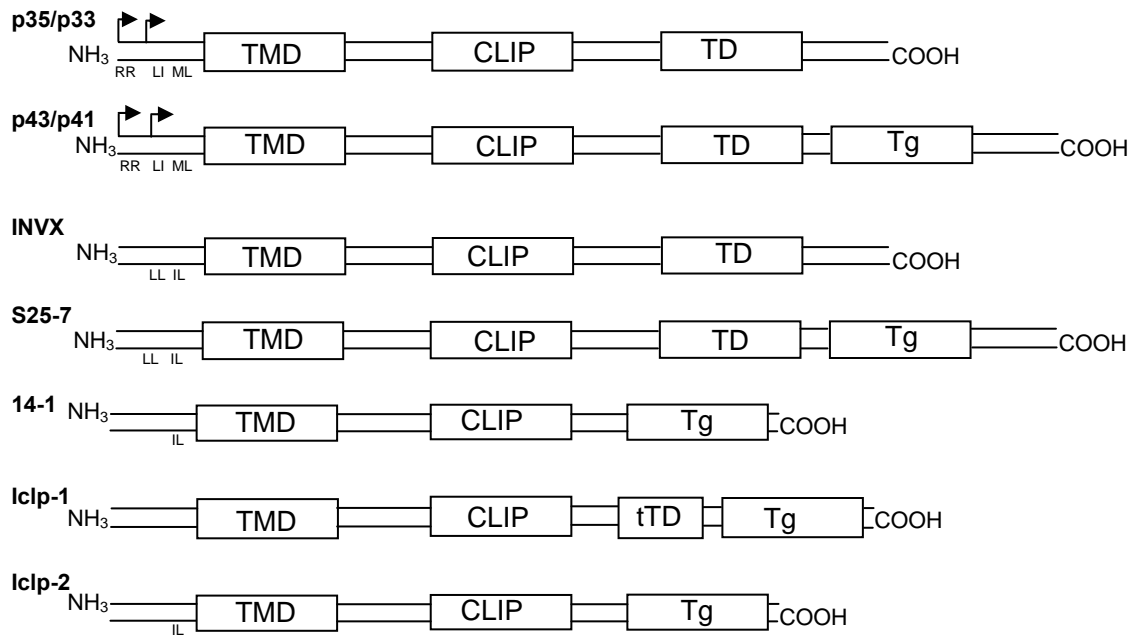 p35/p33
NH3 TMD CLIP TD COOH
RR LI ML
p43/p41
NH3 TMD CLIP TD Tg COOH
RR LI ML
INVX
NH3 TMD CLIP TD COOH
LL IL
S25-7
NH3 TMD CLIP TD Tg COOH
LL IL
14-1
NH3 TMD CLIP Tg COOH
IL
Iclp-1
NH3 TMD CLIP tTD Tg COOH
Iclp-2
NH3 TMD CLIP Tg COOH
IL